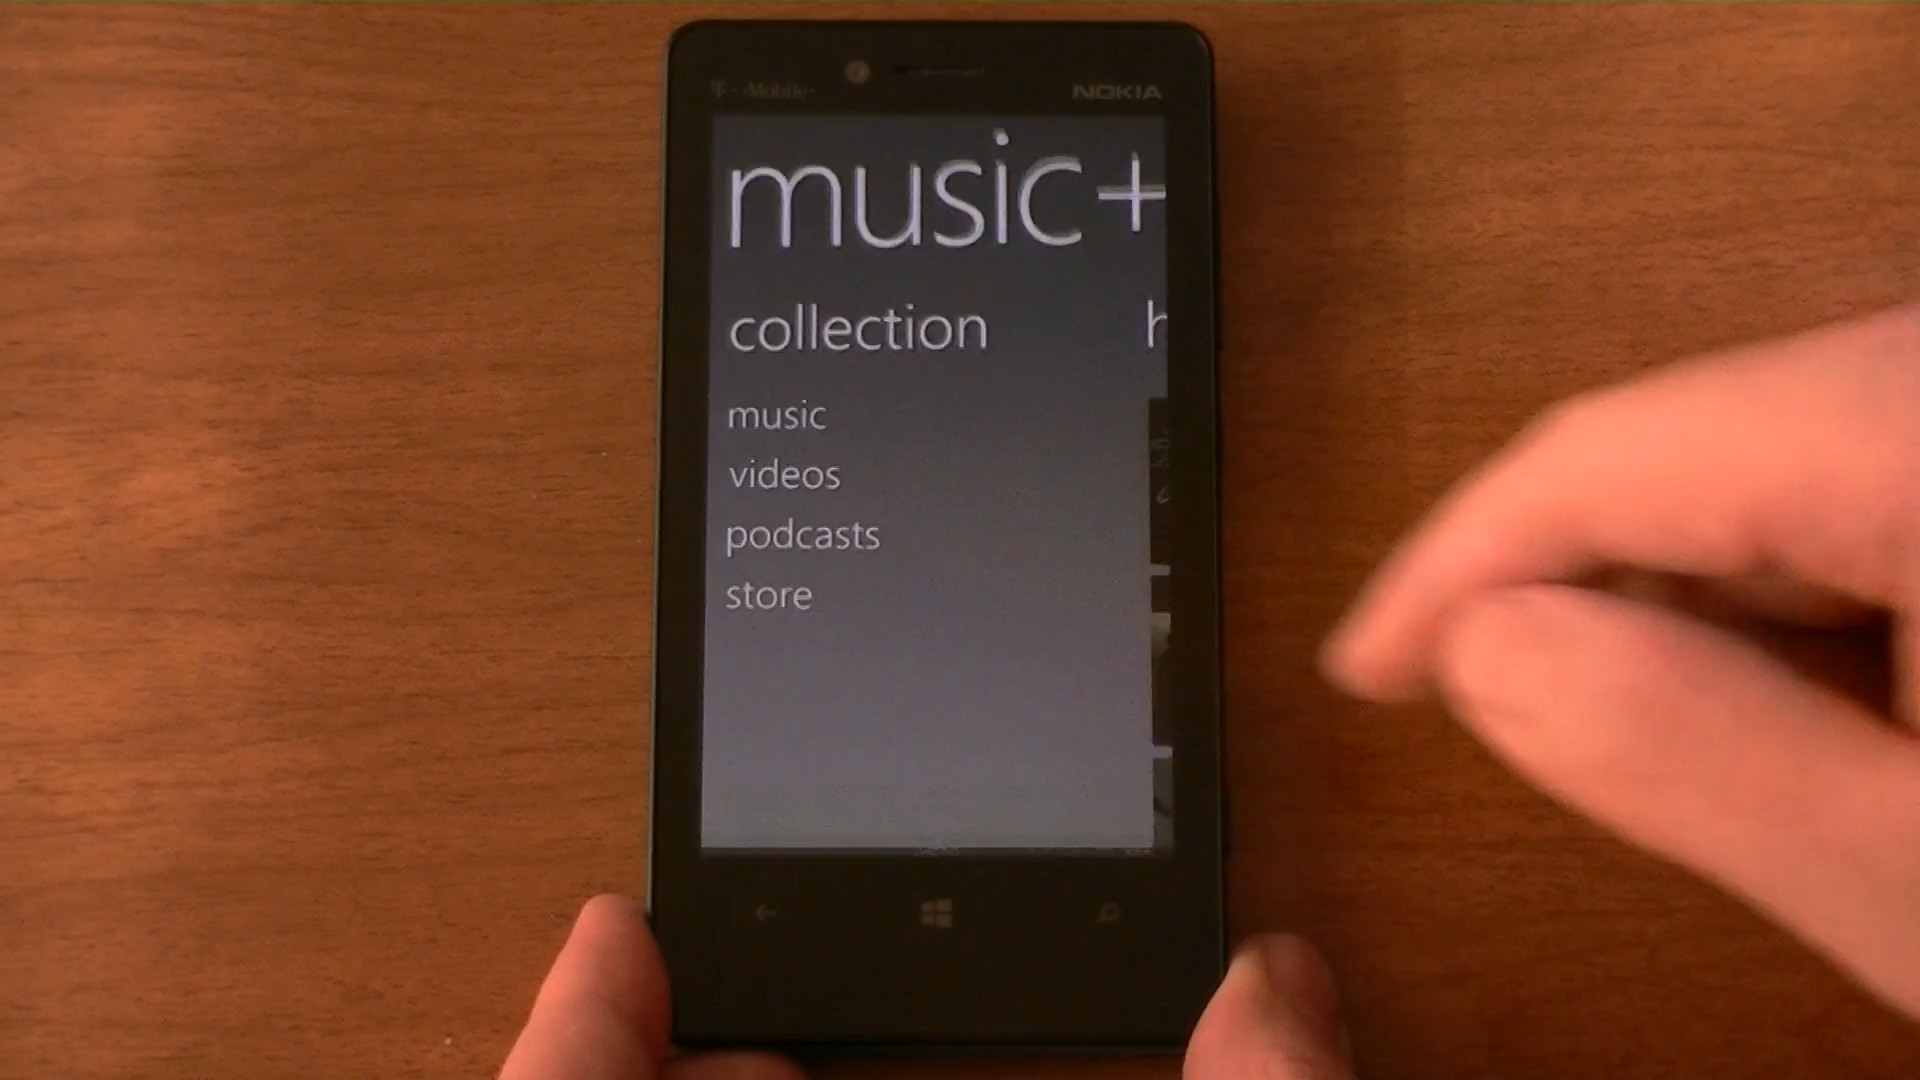 T··Mobile·
NOKIA
music+
collection
h
music
videos
podcasts
store